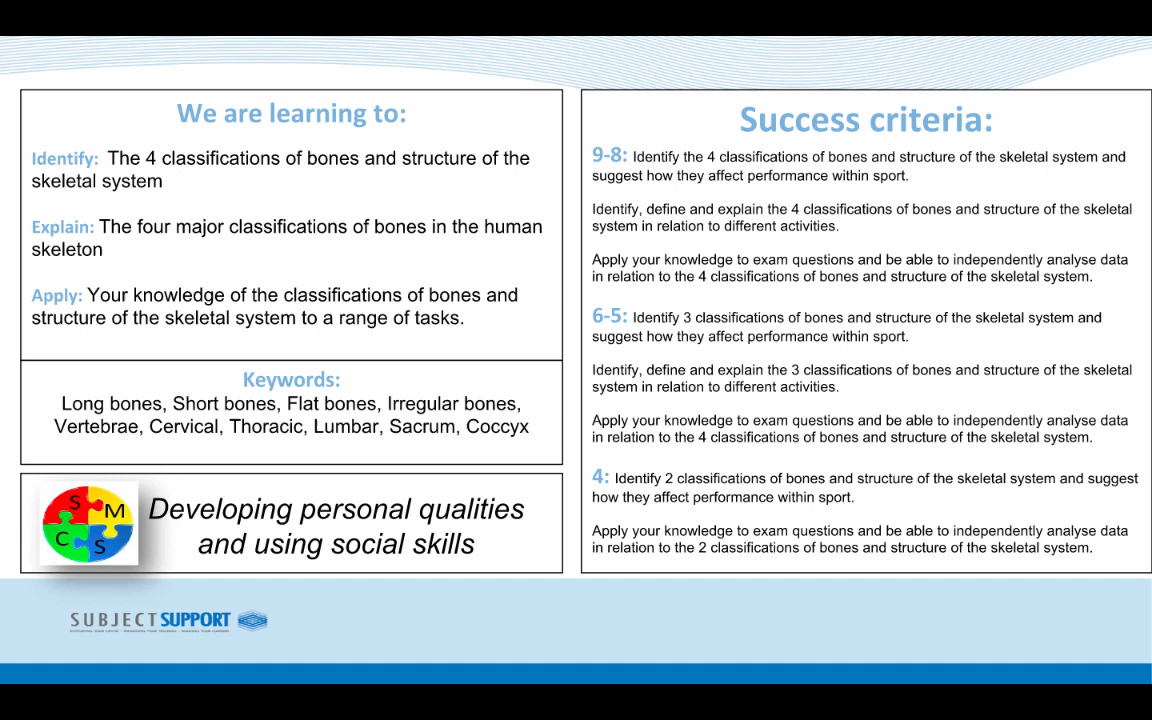 We are learning to:
Identify: The 4 classifications of bones and structure of the
skeletal system
Explain: The four major classifications of bones in the human
skeleton
Apply: Your knowledge of the classifications of bones and
structure of the skeletal system to a range of tasks.
Keywords:
Long bones, Short bones, Flat bones, Irregular bones,
Vertebrae, Cervical, Thoracic, Lumbar, Sacrum, Coccyx
S
M
C
S
Developing personal qualities
and using social skills
Success criteria:
9-8: Identify the 4 classifications of bones and structure of the skeletal system and
suggest how they affect performance within sport.
Identify, define and explain the 4 classifications of bones and structure of the skeletal
system in relation to different activities.
Apply your knowledge to exam questions and be able to independently analyse data
in relation to the 4 classifications of bones and structure of the skeletal system.
6-5: Identify 3 classifications of bones and structure of the skeletal system and
suggest how they affect performance within sport.
Identify, define and explain the 3 classifications of bones and structure of the skeletal
system in relation to different activities.
Apply your knowledge to exam questions and be able to independently analyse data
in relation to the 4 classifications of bones and structure of the skeletal system.
4: Identify 2 classifications of bones and structure of the skeletal system and suggest
how they affect performance within sport.
Apply your knowledge to exam questions and be able to independently analyse data
in relation to the 2 classifications of bones and structure of the skeletal system.
SUBJECTSUPPORT